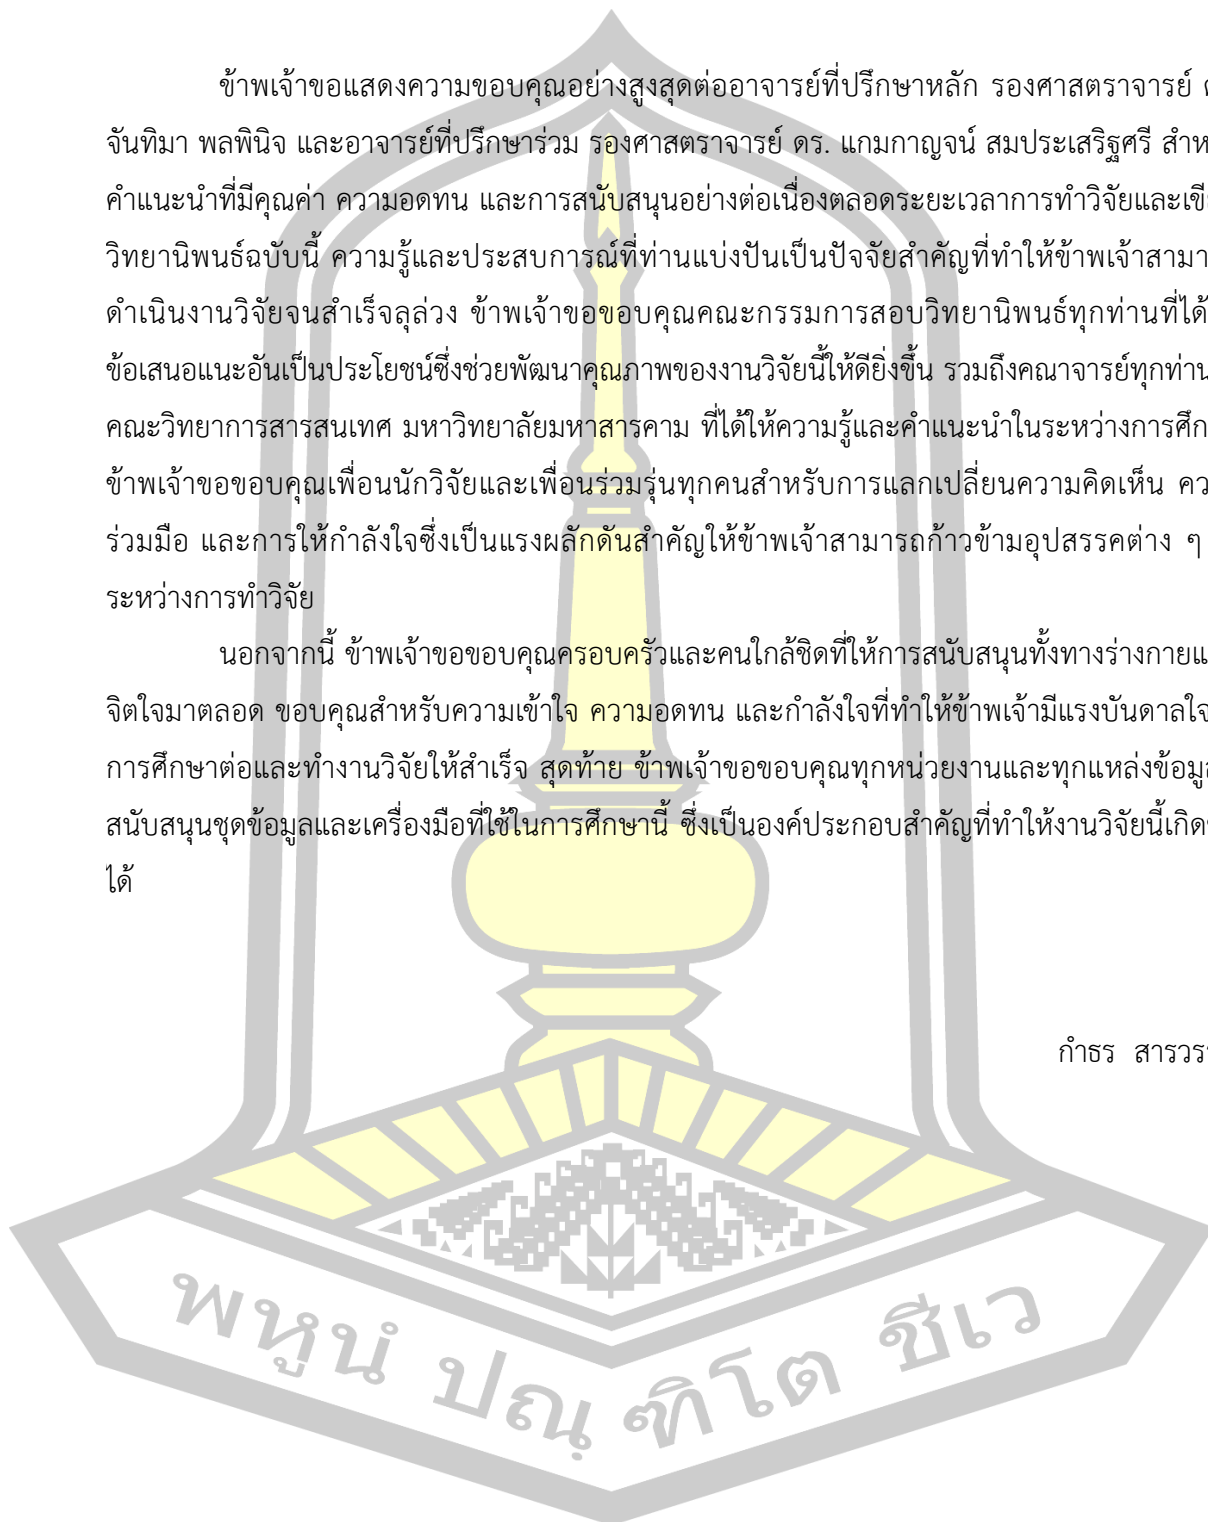 ข้าพเจ้าขอแสดงความขอบคุณอย่างสูงสุดต่ออาจารย์ที่ปรึกษาหลัก รองศาสตราจารย์
จันทิมา พลพินิจ และอาจารย์ที่ปรึกษาร่วม รองศาสตราจารย์ ดร. แกมกาญจน์ สมประเสริฐศรี
คำแนะนำที่มีคุณค่า ความอดทน และการสนับสนุนอย่างต่อเนื่องตลอดระยะเวลาการทำวิจัยและ
วิทยานิพนธ์ฉบับนี้ ความรู้และประสบการณ์ที่ท่านแบ่งปันเป็นปัจจัยสำคัญที่ทำให้ข้าพเจ้า
ดำเนินงานวิจัยจนสำเร็จลุล่วง ข้าพเจ้าขอขอบคุณคณะกรรมการสอบวิทยานิพนธ์ทุกท่านที่ได้
ข้อเสนอแนะอันเป็นประโยชน์ซึ่งช่วยพัฒนาคุณภาพของงานวิจัยนี้ให้ดียิ่งขึ้น รวมถึงคณาจารย์ทุกท่าน
คณะวิทยาการสารสนเทศ มหาวิทยาลัยมหาสารคาม ที่ได้ให้ความรู้และคำแนะนำในระหว่างการ
ข้าพเจ้าขอขอบคุณเพื่อนนักวิจัยและเพื่อนร่วมรุ่นทุกคนสำหรับการแลกเปลี่ยนความคิดเห็น
ร่วมมือ และการให้กำลังใจซึ่งเป็นแรงผลักดันสำคัญให้ข้าพเจ้าสามารถก้าวข้ามอุปสรรคต่าง ๆ
ระหว่างการทำวิจัย
นอกจากนี้ ข้าพเจ้าขอขอบคุณครอบครัวและคนใกล้ชิดที่ให้การสนับสนุนทั้งทางร่างกาย
จิตใจมาตลอด ขอบคุณสำหรับความเข้าใจ ความอดทน และกำลังใจที่ทำให้ข้าพเจ้ามีแรงบันดาลใจ
การศึกษาต่อและทำงานวิจัยให้สำเร็จ สุดท้าย ข้าพเจ้าขอขอบคุณทุกหน่วยงานและทุกแหล่งข้อมูล
สนับสนุนชุดข้อมูลและเครื่องมือที่ใช้ในการศึกษานี้ ซึ่งเป็นองค์ประกอบสำคัญที่ทำให้งานวิจัยนี้เกิด
ได้
กำธร
พหูนํ ปณฺฑิโต ชีเว